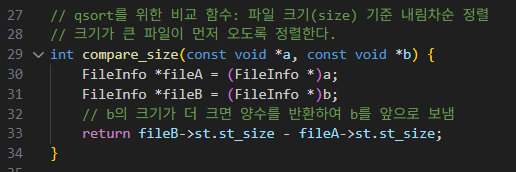 27 // qsort를 위한 비교 함수: 파일 크기(size) 기준 내림차순 정렬
28 // 크기가 큰 파일이 먼저 오도록 정렬한다.
29 int compare_size(const void *a, const void *b) {
30     FileInfo *fileA = (FileInfo *)a;
31     FileInfo *fileB = (FileInfo *)b;
32     // b의 크기가 더 크면 양수를 반환하여 b를 앞으로 보냄
33     return fileB->st.st_size - fileA->st.st_size;
34 }